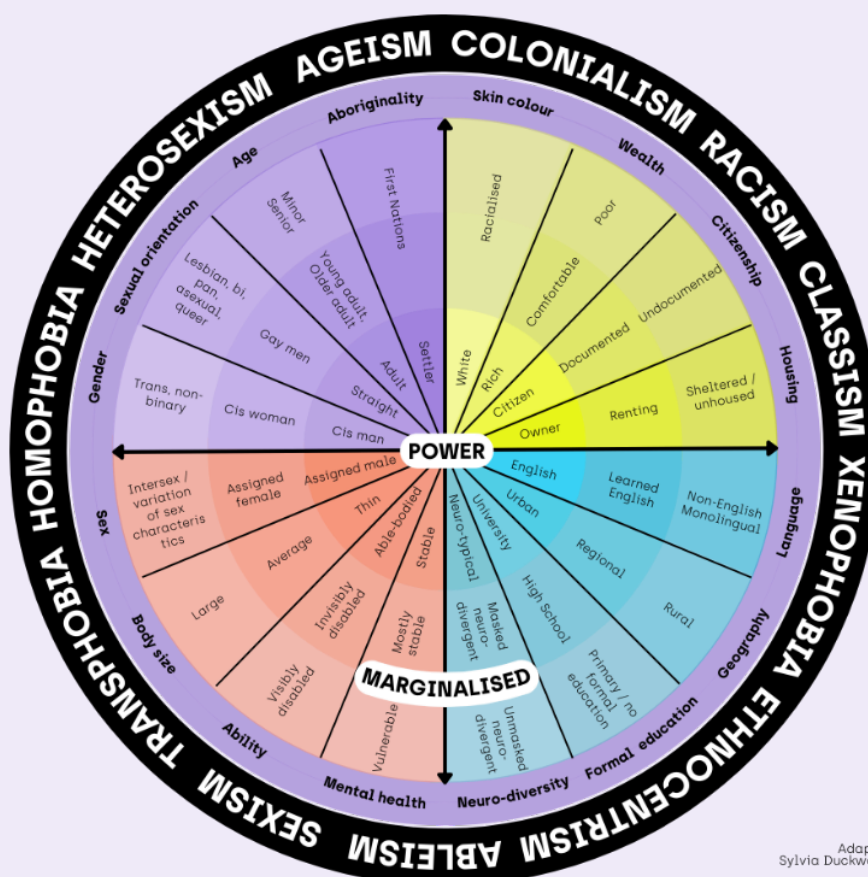 AGEISM COLONIALISM RACISM CLASSISM XENOPHOBIA ETHNOCENTRISM ABLEISM SEXISM TRANSPHOBIA HOMOPHOBIA HETEROSEXISM
Skin colour
Racialised
White
Wealth
Poor
Comfortable
Rich
Citizenship
Undocumented
Documented
Citizen
Housing
Sheltered /
unhoused
Renting
Owner
Language
Non-English
Monolingual
Learned
English
English
Geography
Rural
Regional
Urban
Formal education
Primary / no
formal
education
High School
University
Neuro-diversity
Unmasked
neuro-
divergent
Masked
neuro-
divergent
Neuro-typical
Mental health
Vulnerable
Mostly
stable
Stable
Ability
Visibly
disabled
Invisibly
disabled
Able-bodied
Body size
Large
Average
Thin
Sex
Intersex /
variation
of sex
characteris
tics
Assigned
female
Assigned male
Gender
Trans, non-
binary
Cis woman
Cis man
Sexual orientation
Lesbian, bi,
pan,
asexual,
queer
Gay men
Straight
Age
Minor
Senior
Young adult,
Older adult
Adult
Aboriginality
First Nations
Settler
POWER
MARGINALISED
Sylvia